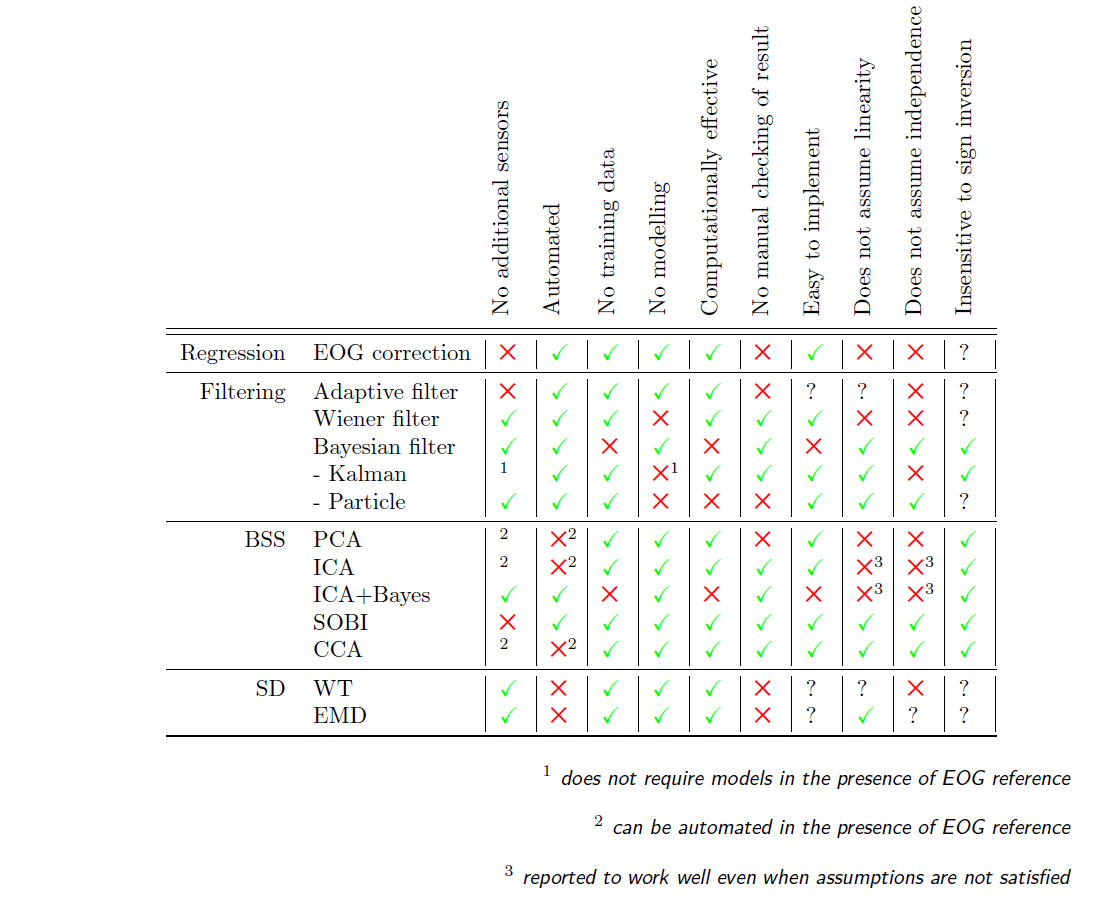 No additional sensors
Automated
No training data
No modelling
Computationally effective
No manual checking of result
Easy to implement
Does not assume linearity
Does not assume independence
Insensitive to sign inversion
Regression EOG correction ✕ ✓ ✓ ✓ ✓ ✕ ✓ ✕ ✕ ?
Filtering Adaptive filter ✕ ✓ ✓ ✓ ✓ ✕ ? ? ✕ ?
Wiener filter ✓ ✓ ✓ ✕ ✓ ✓ ✓ ✕ ✕ ?
Bayesian filter ✓ ✓ ✕ ✓ ✕ ✓ ✕ ✓ ✓ ✓
- Kalman 1 ✓ ✓ ✕1 ✓ ✓ ✓ ✓ ✕ ✓
- Particle ✓ ✓ ✓ ✕ ✕ ✕ ✓ ✓ ✓ ?
BSS PCA 2 ✕2 ✓ ✓ ✓ ✕ ✓ ✕ ✕ ✓
ICA 2 ✕2 ✓ ✓ ✓ ✓ ✓ ✕3 ✕3 ✓
ICA+Bayes ✓ ✓ ✕ ✓ ✕ ✓ ✕ ✕3 ✕3 ✓
SOBI ✕ ✓ ✓ ✓ ✓ ✓ ✓ ✓ ✓ ✓
CCA 2 ✕2 ✓ ✓ ✓ ✓ ✓ ✓ ✓ ✓
SD WT ✓ ✕ ✓ ✓ ✓ ✕ ? ? ✕ ?
EMD ✓ ✕ ✓ ✓ ✓ ✕ ? ✓ ? ?
1 does not require models in the presence of EOG reference
2 can be automated in the presence of EOG reference
3 reported to work well even when assumptions are not satisfied